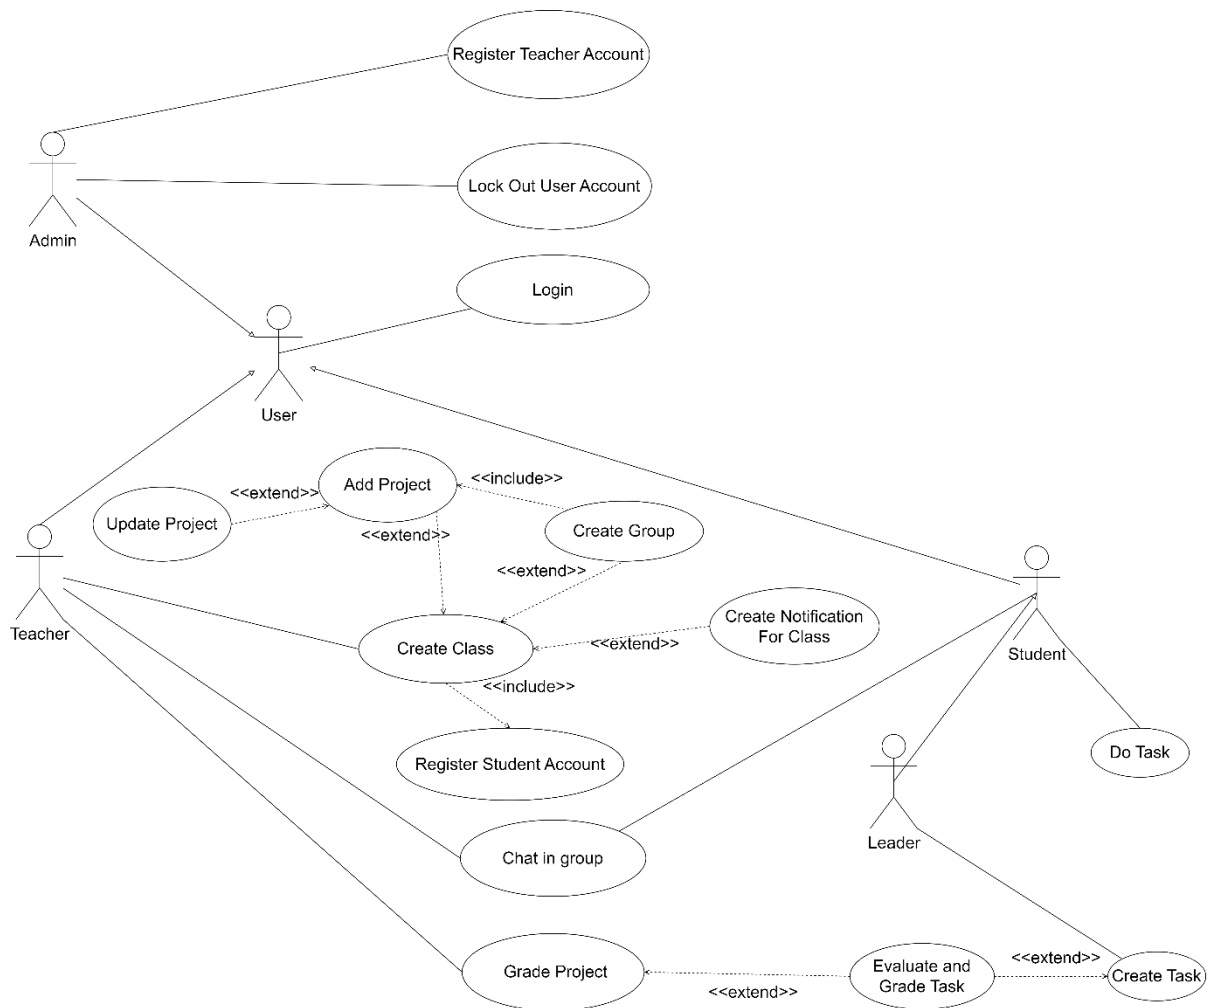 Register Teacher Account
Lock Out User Account
Admin
Login
User
Add Project
<<include>>
<<extend>>
Update Project
Create Group
<<extend>>
<<extend>>
Teacher
Create Notification
For Class
Create Class
<<extend>>
Student
<<include>>
Register Student Account
Do Task
Leader
Chat in group
Grade Project
Evaluate and
Grade Task
<<extend>>
Create Task
<<extend>>